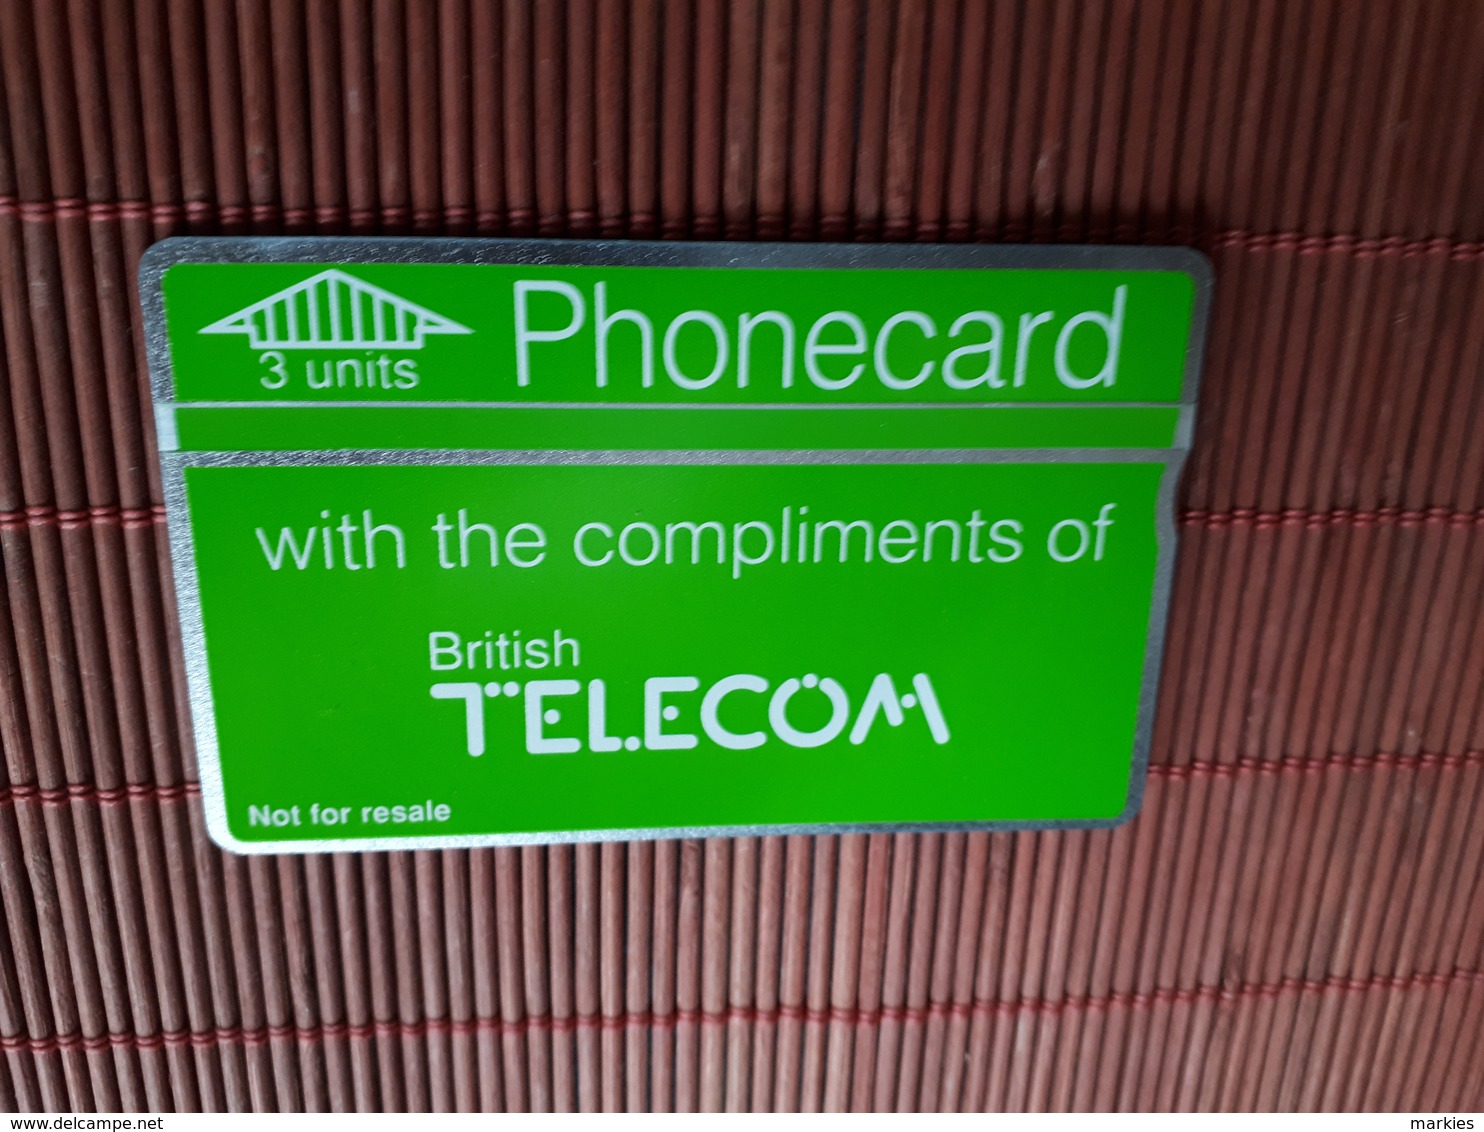 3 units
Phonecard
with the compliments of
British
TELECOM
Not for resale
www.delcampe.net
markies